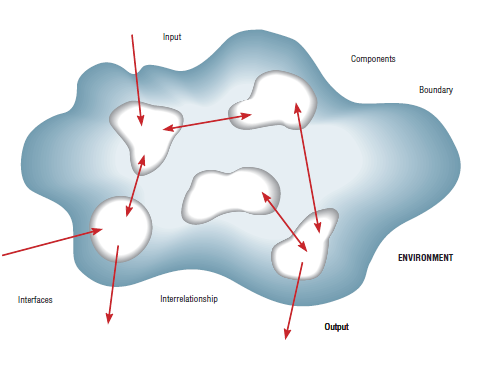 Input
Components
Boundary
ENVIRONMENT
Interfaces
Interrelationship
Output